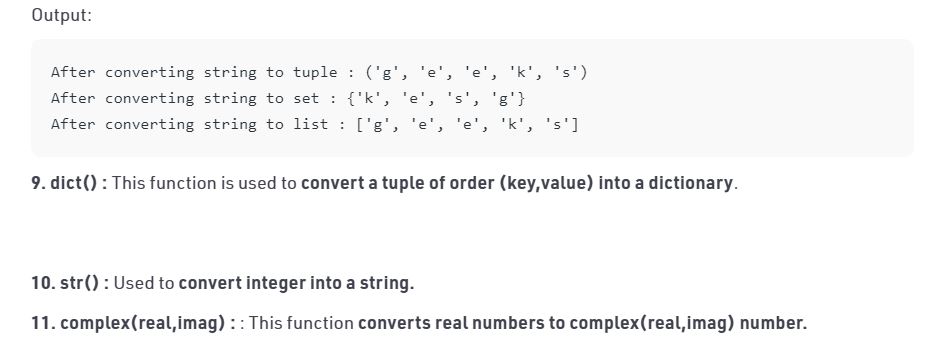 Output:
After converting string to tuple : ('g', 'e', 'e', 'k', 's')
After converting string to set : {'k', 'e', 's', 'g'}
After converting string to list : ['g', 'e', 'e', 'k', 's']
9. dict() : This function is used to convert a tuple of order (key,value) into a dictionary.
10. str() : Used to convert integer into a string.
11. complex(real,imag) : : This function converts real numbers to complex(real,imag) number.